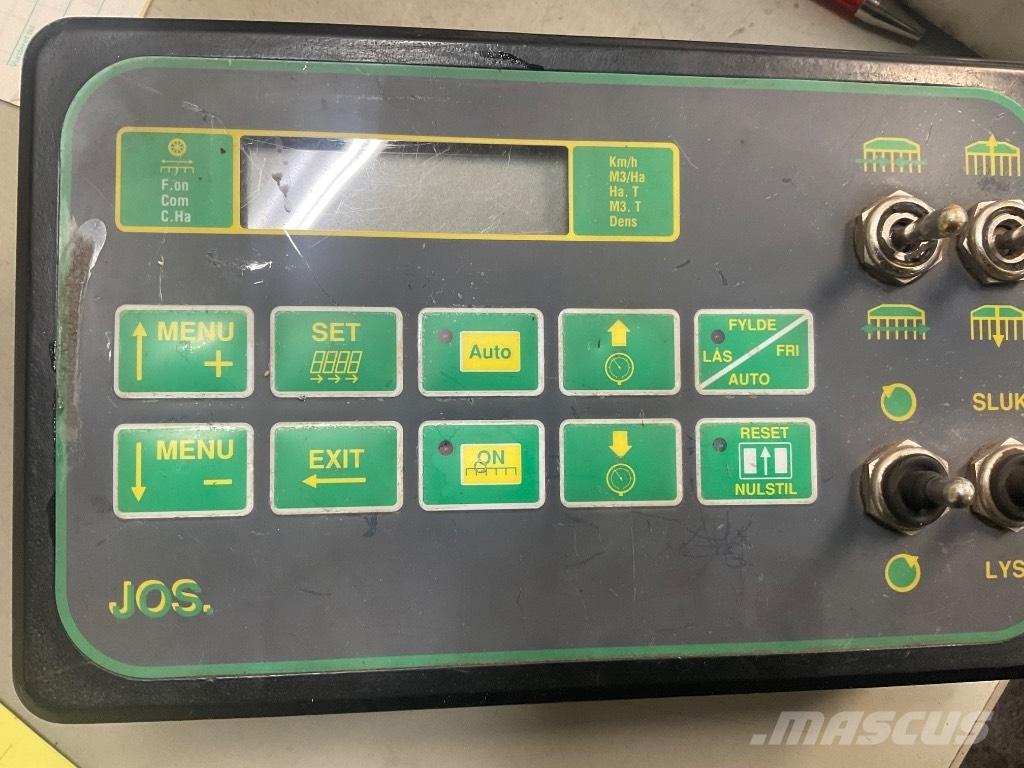 F.on
Com
C.Ha
Km/h
M3/Ha
Ha. T
M3. T
Dens
MENU
+
SET
Auto
FYLDE
LÅS FRI
AUTO
SLUK
MENU
-
EXIT
ON
RESET
NULSTIL
LYS
JOS.
.MASCUS